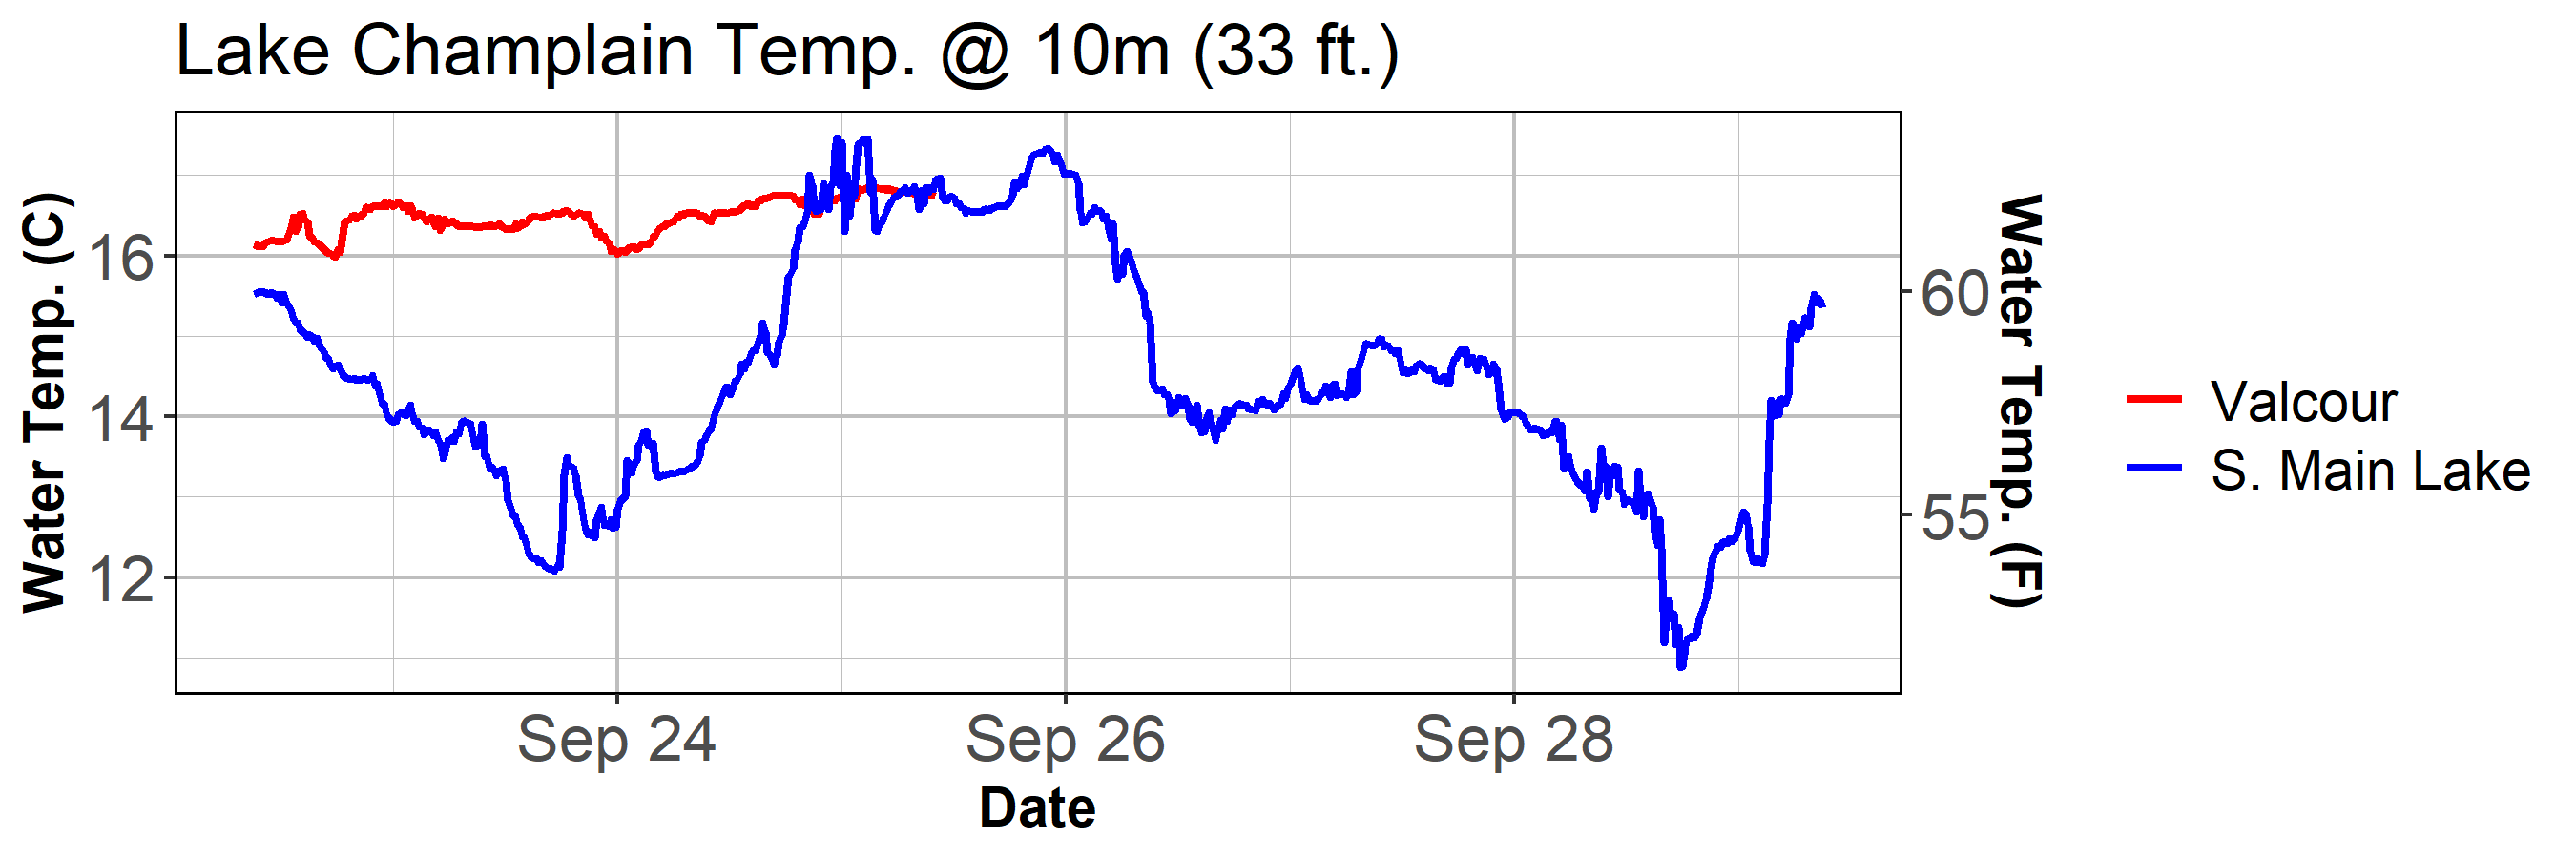 Lake Champlain Temp. @ 10m (33 ft.)
Water Temp. (C)
16
14
12
60
55
Water Temp. (F)
Sep 24
Sep 26
Sep 28
Date
Valcour
S. Main Lake